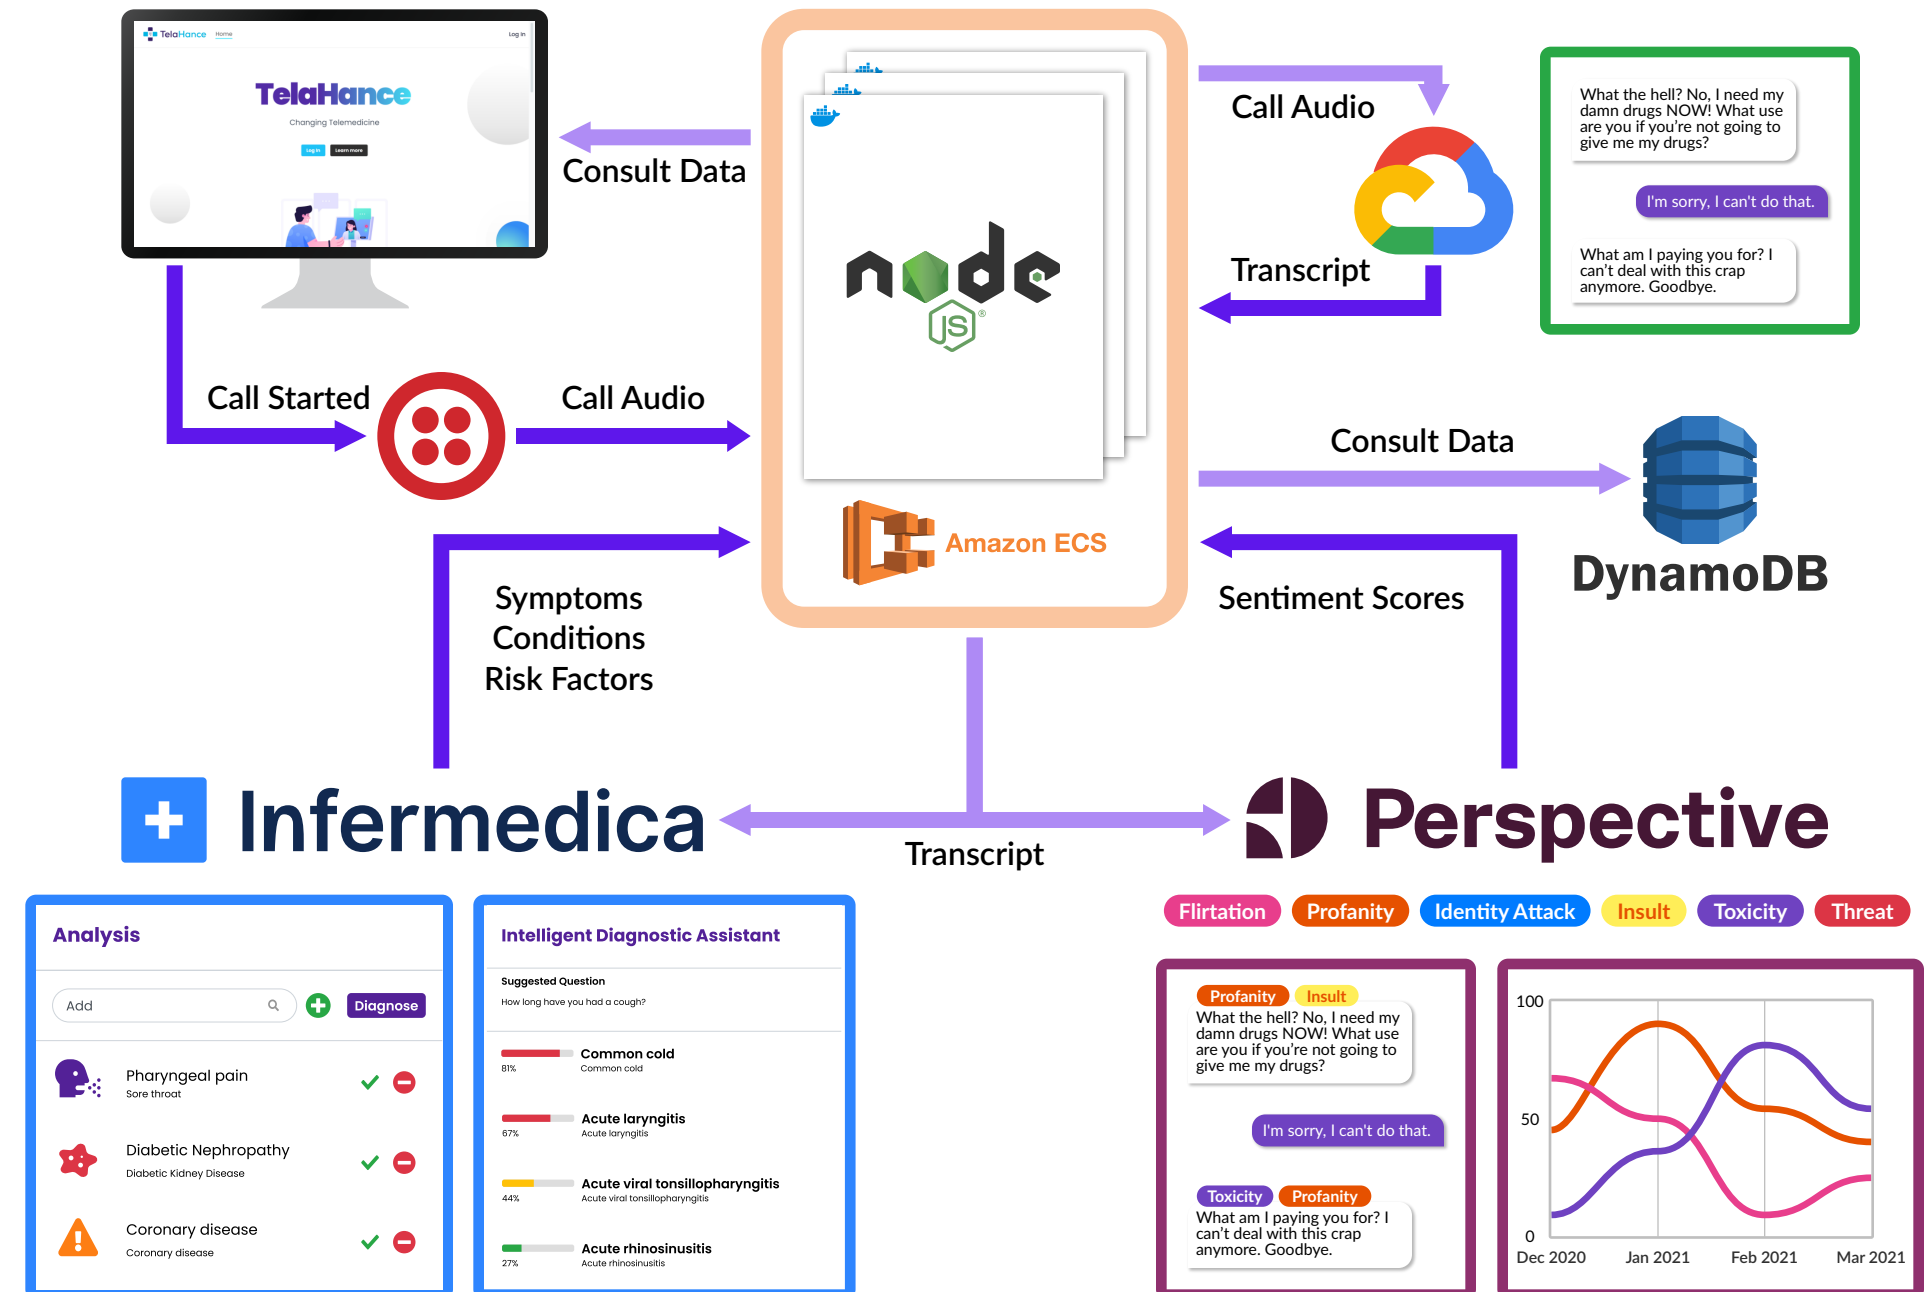 TelaHance Home Log in
TelaHance
Changing Telemedicine
Log in Learn more
Consult Data
node
JS
®
Amazon ECS
Call Audio
Transcript
What the hell? No, I need my
damn drugs NOW! What use
are you if you're not going to
give me my drugs?
I'm sorry, I can't do that.
What am I paying you for? I
can't deal with this crap
anymore. Goodbye.
Call Started
Call Audio
Consult Data
DynamoDB
Symptoms
Conditions
Risk Factors
Sentiment Scores
Infermedica
Transcript
Perspective
Analysis
Add
Diagnose
Pharyngeal pain
Sore throat
Diabetic Nephropathy
Diabetic Kidney Disease
Coronary disease
Coronary disease
Intelligent Diagnostic Assistant
Suggested Question
How long have you had a cough?
Common cold
81% Common cold
Acute laryngitis
67% Acute laryngitis
Acute viral tonsillopharyngitis
44% Acute viral tonsillopharyngitis
Acute rhinosinusitis
27% Acute rhinosinusitis
Flirtation Profanity Identity Attack Insult Toxicity Threat
Profanity Insult
What the hell? No, I need my
damn drugs NOW! What use
are you if you're not going to
give me my drugs?
I'm sorry, I can't do that.
Toxicity Profanity
What am I paying you for? I
can't deal with this crap
anymore. Goodbye.
100
50
0
Dec 2020 Jan 2021 Feb 2021 Mar 2021